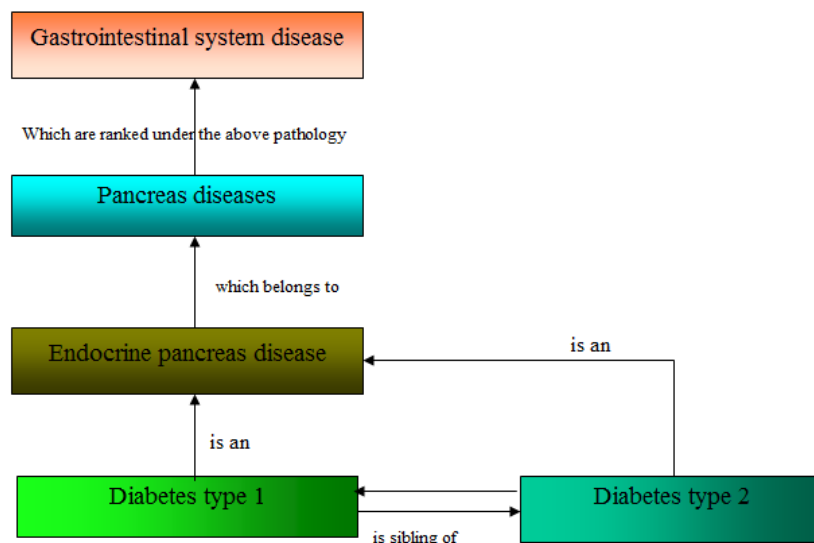 Gastrointestinal system disease
Which are ranked under the above pathology
Pancreas diseases
which belongs to
Endocrine pancreas disease
is an
is an
Diabetes type 1
Diabetes type 2
is sibling of